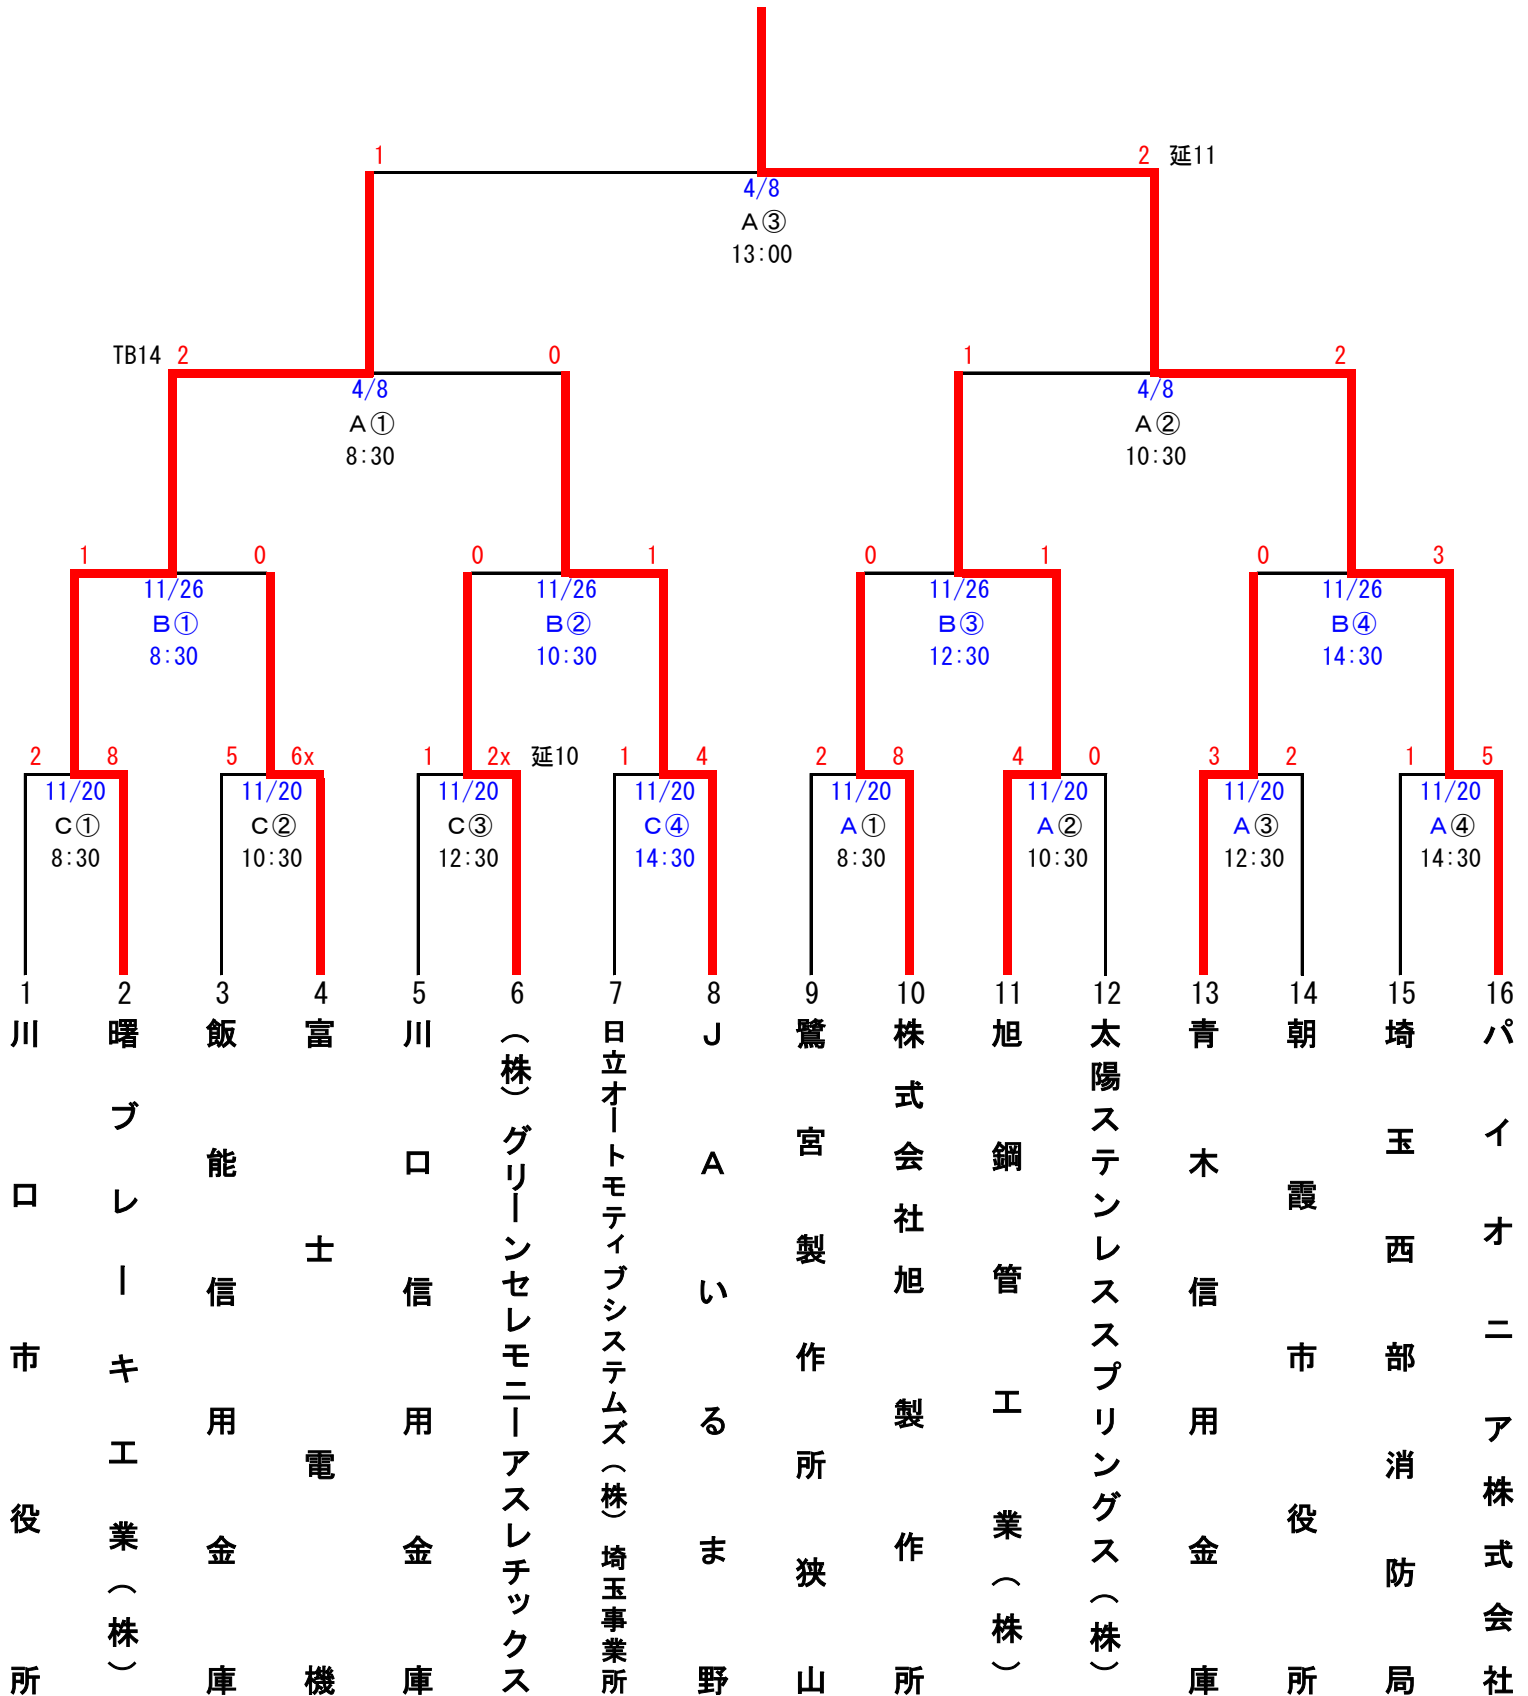 1 2 延11
4/8
A③
13:00
TB14 2 0 1 2
4/8 4/8
A① A②
8:30 10:30
1 0 0 1 0 1 0 3
11/26 11/26 11/26 11/26
B① B② B③ B④
8:30 10:30 12:30 14:30
2 8 5 6x 1 2x 延10 1 4 2 8 4 0 3 2 1 5
11/20 11/20 11/20 11/20 11/20 11/20 11/20 11/20
C① C② C③ C④ A① A② A③ A④
8:30 10:30 12:30 14:30 8:30 10:30 12:30 14:30
1 2 3 4 5 6 7 8 9 10 11 12 13 14 15 16
川口市役所
曙ブレーキ工業(株)
飯能信用金庫
富士電機
川口信用金庫
(株)グリーンセレモニーアスレチックス
日立オートモティブシステムズ(株)埼玉事業所
JAいるま野
鷺宮製作所狭山
株式会社旭製作所
旭鋼管工業(株)
太陽ステンレススプリングス(株)
青木信用金庫
朝霞市役所
埼玉西部消防局
パイオニア株式会社